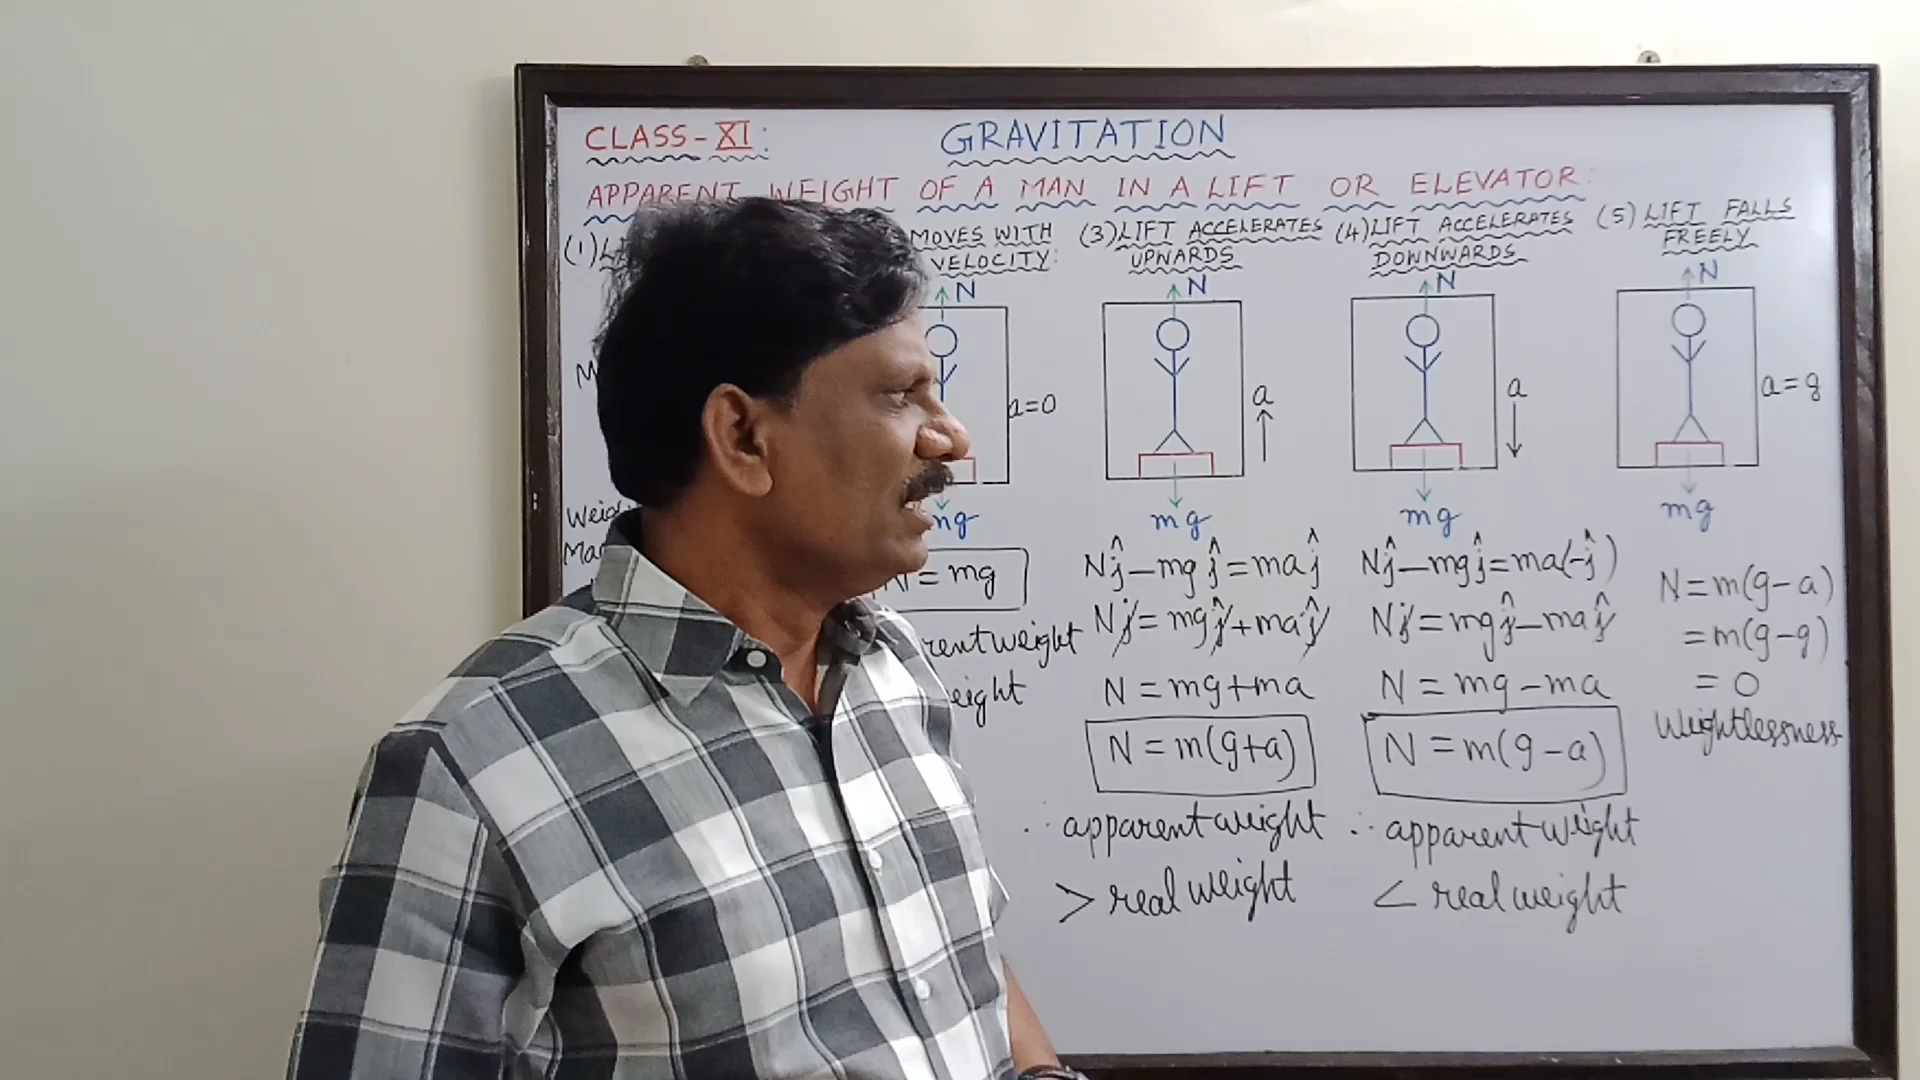 CLASS-XI:
GRAVITATION
APPARENT WEIGHT OF A MAN IN A LIFT OR ELEVATOR:
(1)
MOVES WITH
VELOCITY:
N
a=0
mg
= mg
weight
(3) LIFT ACCELERATES
UPWARDS
N
a
mg
Nĵ-mgĵ=maĵ
Nĵ=mgĵ+maĵ
N = mg+ma
N = m(g+a)
∴ apparent weight
> real weight
(4) LIFT ACCELERATES
DOWNWARDS
N
a
mg
Nĵ-mgĵ=ma(-ĵ)
Nĵ=mgĵ-maĵ
N = mg-ma
N = m(g-a)
∴ apparent weight
< real weight
(5) LIFT FALLS
FREELY
N
a=g
mg
N=m(g-a)
=m(g-g)
= 0
Weightlessness